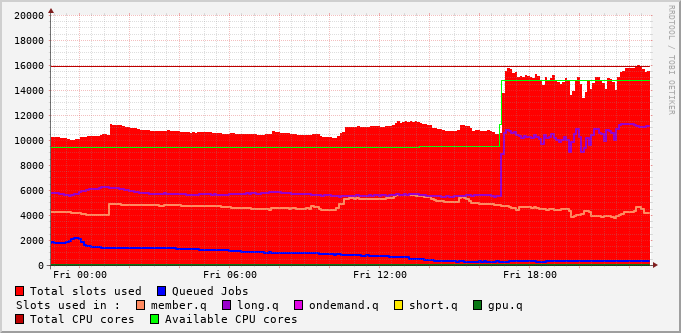 RRDTOOL / TOBI OETIKER
20000
18000
16000
14000
12000
10000
8000
6000
4000
2000
0
Fri 00:00 Fri 06:00 Fri 12:00 Fri 18:00
Total slots used Queued Jobs
Slots used in : member.q long.q ondemand.q short.q gpu.q
Total CPU cores Available CPU cores